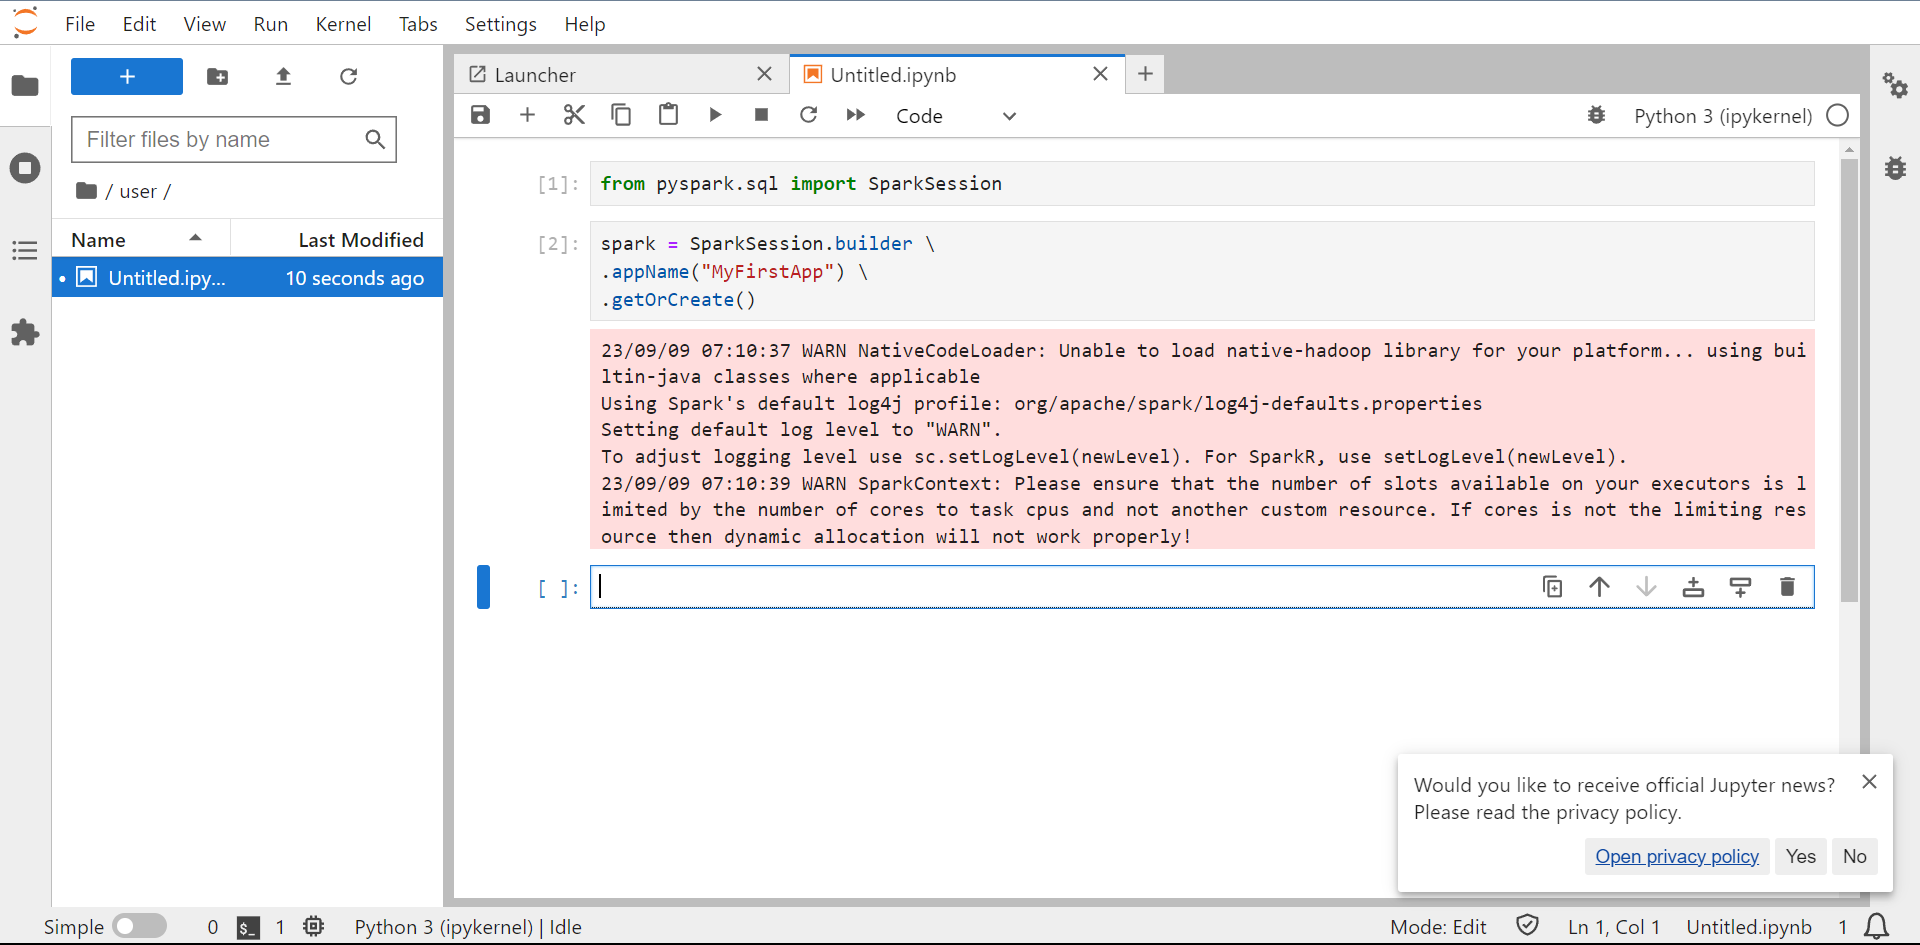 File Edit View Run Kernel Tabs Settings Help
+
Filter files by name
/ user /
Name Last Modified
Untitled.ipy... 10 seconds ago
Launcher Untitled.ipynb
Code Python 3 (ipykernel)
[1]: from pyspark.sql import SparkSession
[2]: spark = SparkSession.builder \
.appName("MyFirstApp") \
.getOrCreate()
23/09/09 07:10:37 WARN NativeCodeLoader: Unable to load native-hadoop library for your platform... using bui
ltin-java classes where applicable
Using Spark's default log4j profile: org/apache/spark/log4j-defaults.properties
Setting default log level to "WARN".
To adjust logging level use sc.setLogLevel(newLevel). For SparkR, use setLogLevel(newLevel).
23/09/09 07:10:39 WARN SparkContext: Please ensure that the number of slots available on your executors is l
imited by the number of cores to task cpus and not another custom resource. If cores is not the limiting res
ource then dynamic allocation will not work properly!
[ ]:
Would you like to receive official Jupyter news?
Please read the privacy policy.
Open privacy policy Yes No
Simple 0 $_ 1 Python 3 (ipykernel) | Idle Mode: Edit Ln 1, Col 1 Untitled.ipynb 1